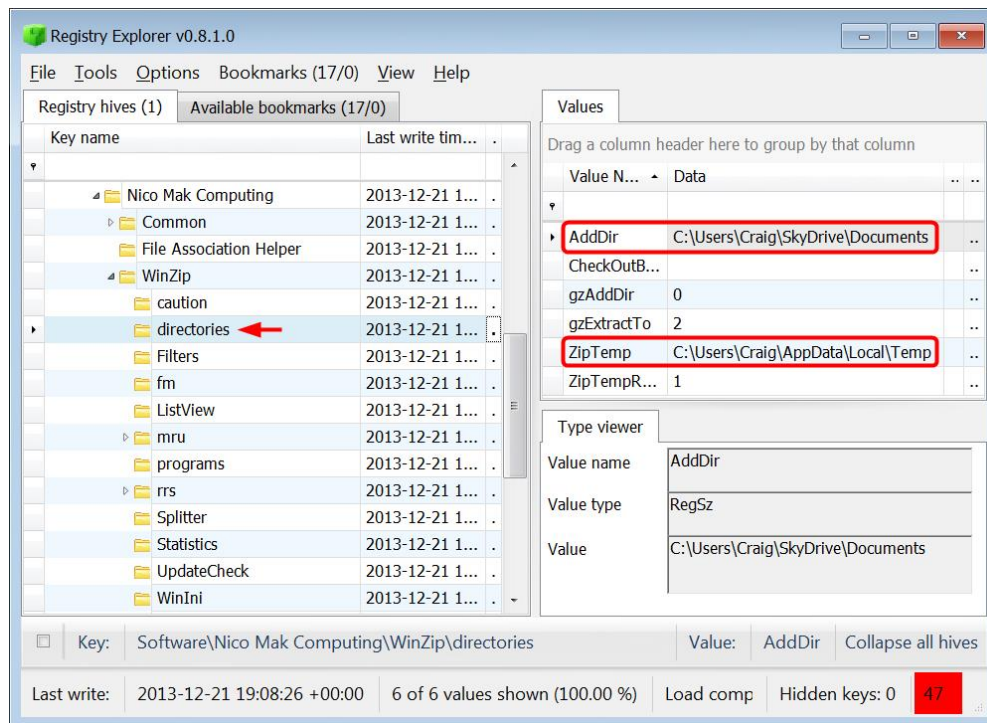 Registry Explorer v0.8.1.0
File Tools Options Bookmarks (17/0) View Help
Registry hives (1) Available bookmarks (17/0)
Key name Last write tim... .
Nico Mak Computing 2013-12-21 1... .
Common 2013-12-21 1... .
File Association Helper 2013-12-21 1... .
WinZip 2013-12-21 1... .
caution 2013-12-21 1... .
directories 2013-12-21 1... .
Filters 2013-12-21 1... .
fm 2013-12-21 1... .
ListView 2013-12-21 1... .
mru 2013-12-21 1... .
programs 2013-12-21 1... .
rrs 2013-12-21 1... .
Splitter 2013-12-21 1... .
Statistics 2013-12-21 1... .
UpdateCheck 2013-12-21 1... .
WinIni 2013-12-21 1... .
Values
Drag a column header here to group by that column
Value N... Data .. ..
AddDir C:\Users\Craig\SkyDrive\Documents ..
CheckOutB... ..
gzAddDir 0 ..
gzExtractTo 2 ..
ZipTemp C:\Users\Craig\AppData\Local\Temp ..
ZipTempR... 1 ..
Type viewer
Value name AddDir
Value type RegSz
Value C:\Users\Craig\SkyDrive\Documents
Key: Software\Nico Mak Computing\WinZip\directories Value: AddDir Collapse all hives
Last write: 2013-12-21 19:08:26 +00:00 6 of 6 values shown (100.00 %) Load comp Hidden keys: 0 47